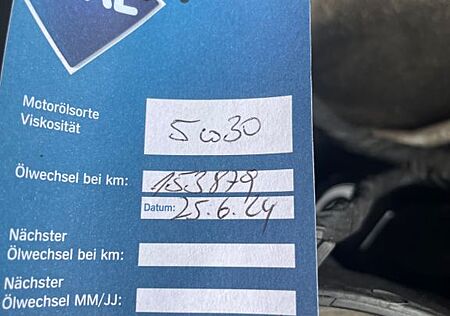 Motorölsorte
Viskosität
5w30
Ölwechsel bei km: 153879
Datum: 25.6.24
Nächster
Ölwechsel bei km:
Nächster
Ölwechsel MM/JJ: